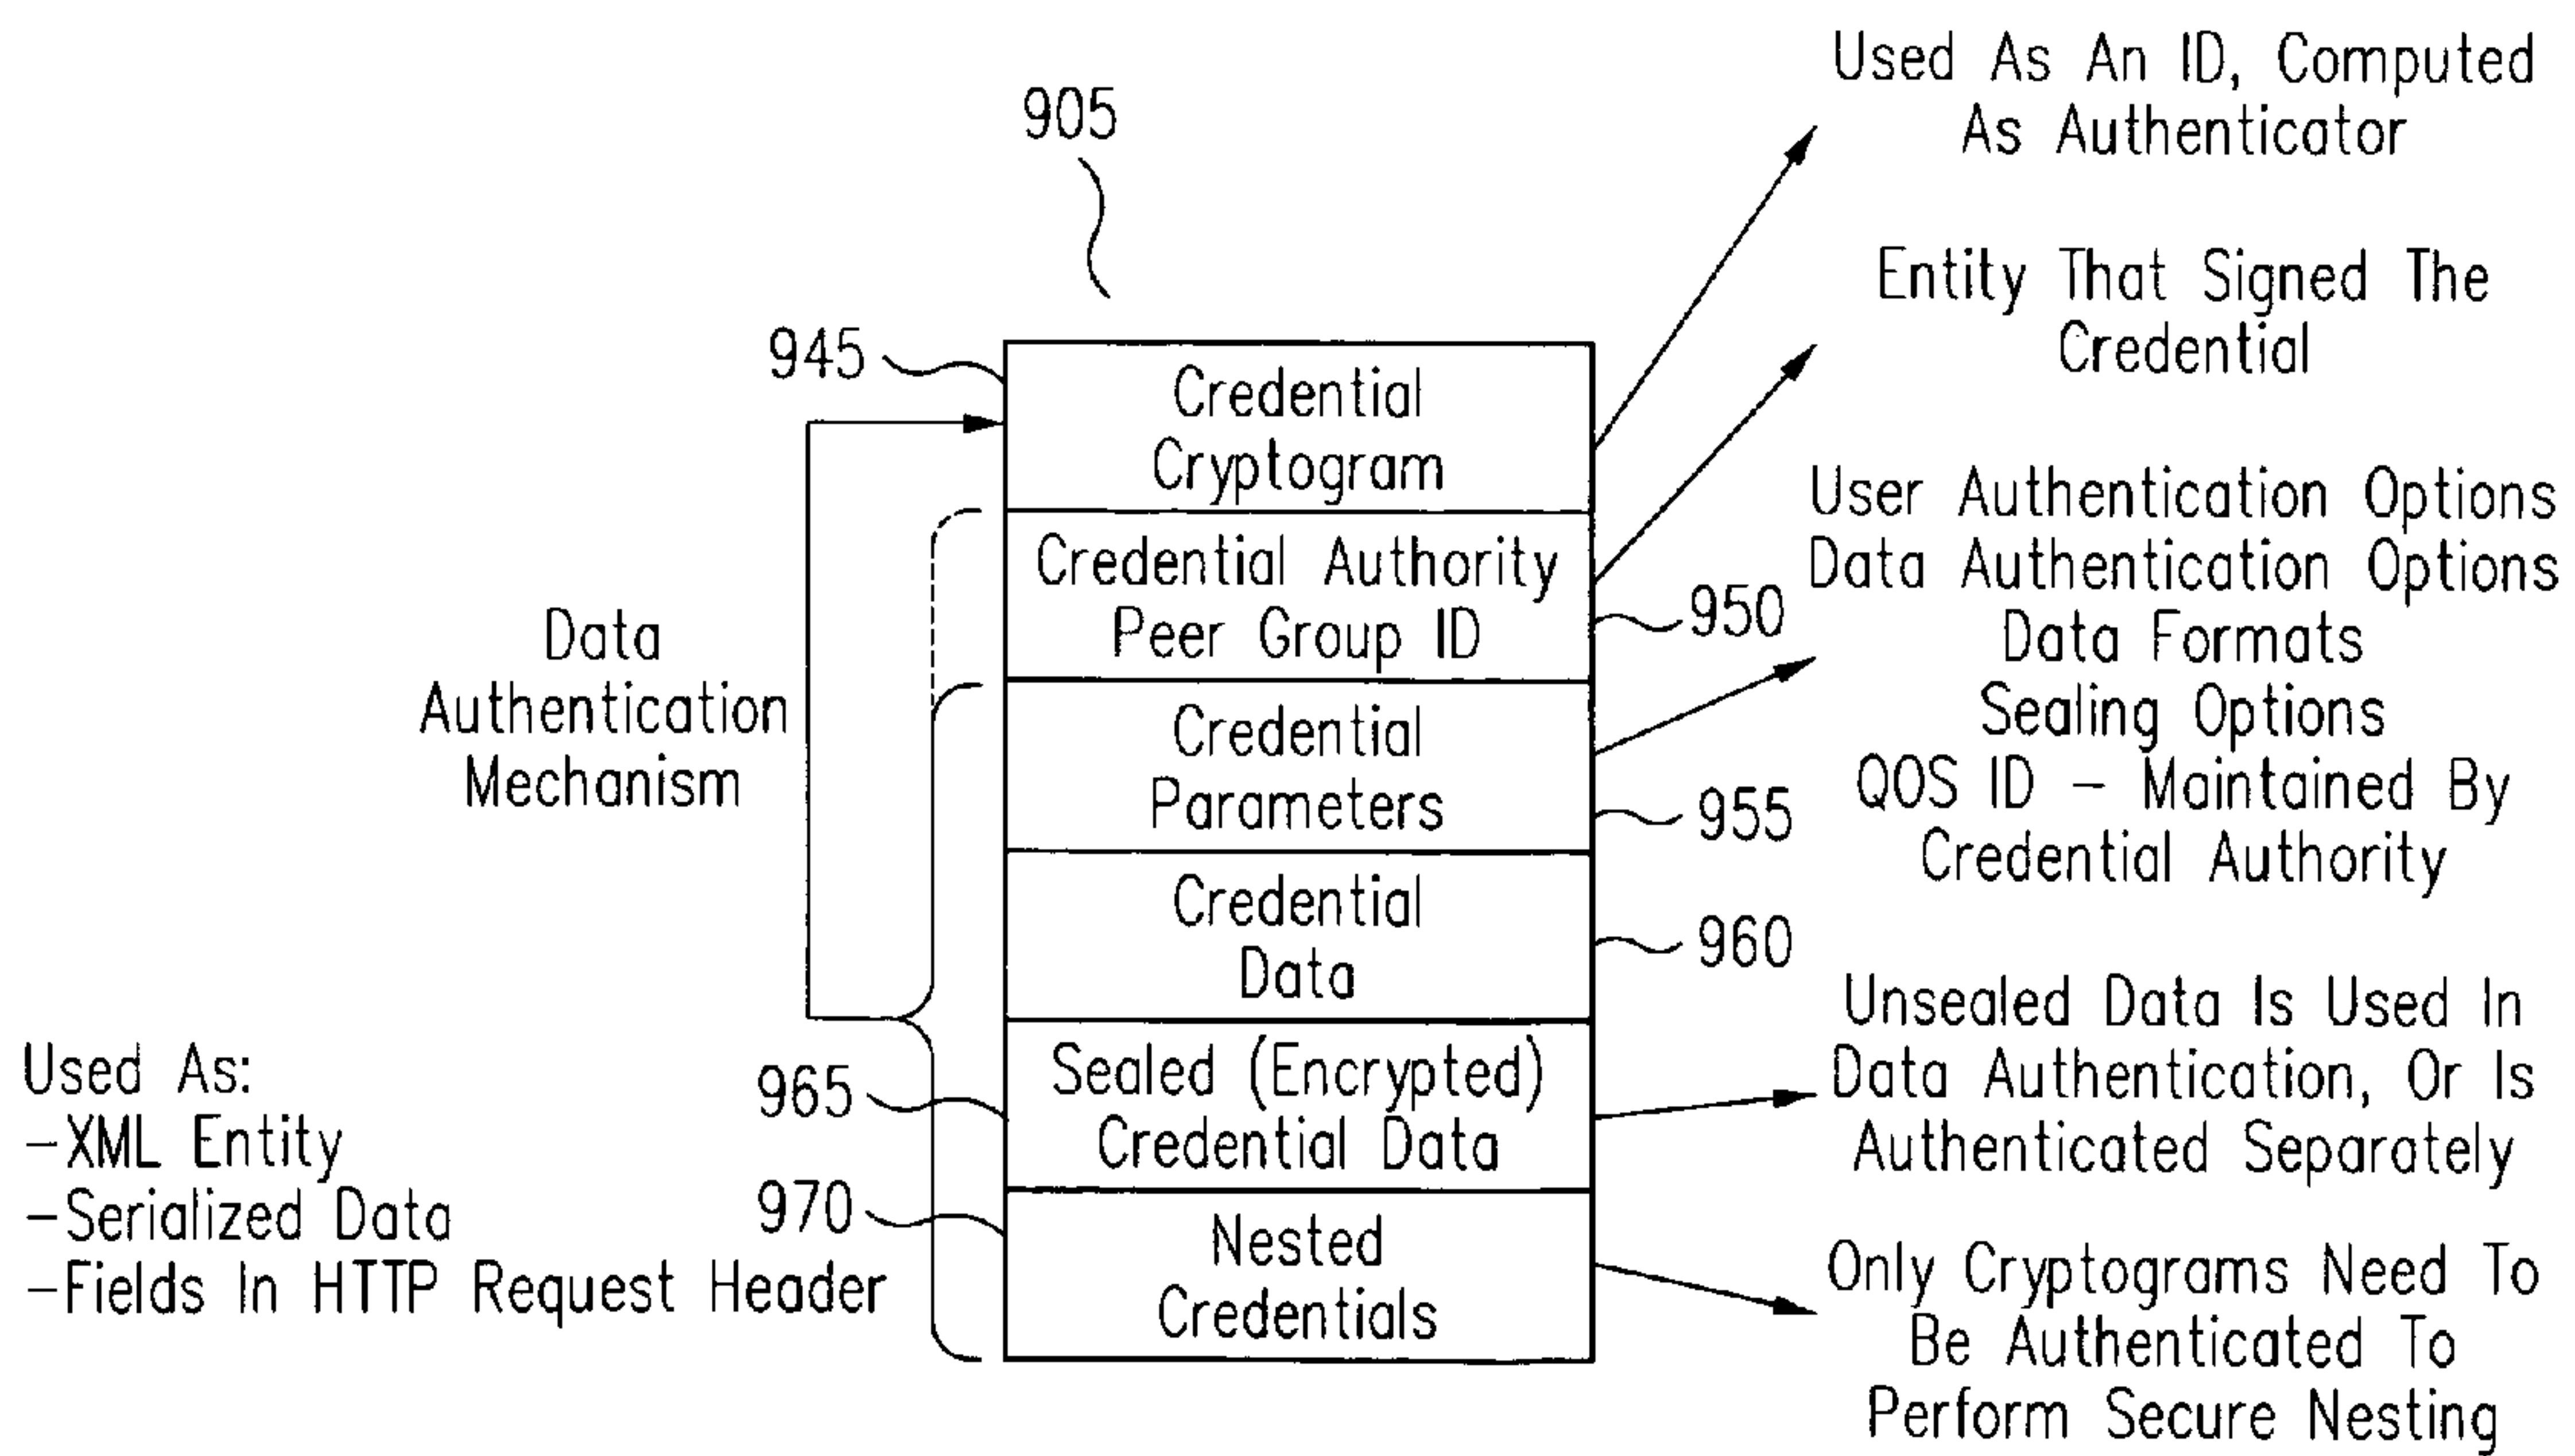 905
945
Credential
Cryptogram
Credential Authority
Peer Group ID
950
Credential
Parameters
955
Credential
Data
960
965
Sealed (Encrypted)
Credential Data
970
Nested
Credentials
Data
Authentication
Mechanism
Used As:
-XML Entity
-Serialized Data
-Fields In HTTP Request Header
Used As An ID, Computed
As Authenticator
Entity That Signed The
Credential
User Authentication Options
Data Authentication Options
Data Formats
Sealing Options
QOS ID - Maintained By
Credential Authority
Unsealed Data Is Used In
Data Authentication, Or Is
Authenticated Separately
Only Cryptograms Need To
Be Authenticated To
Perform Secure Nesting